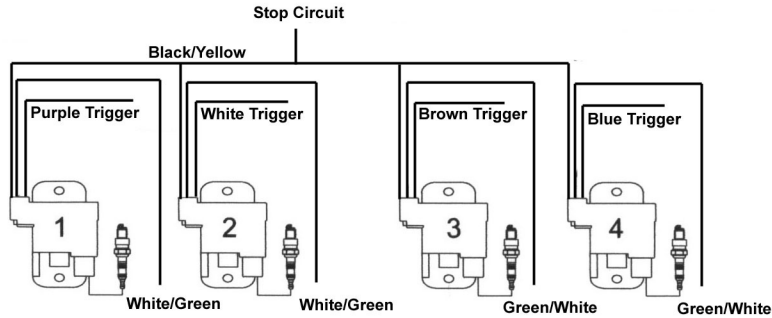 Stop Circuit
Black/Yellow
Purple Trigger
White Trigger
Brown Trigger
Blue Trigger
1
2
3
4
White/Green
White/Green
Green/White
Green/White